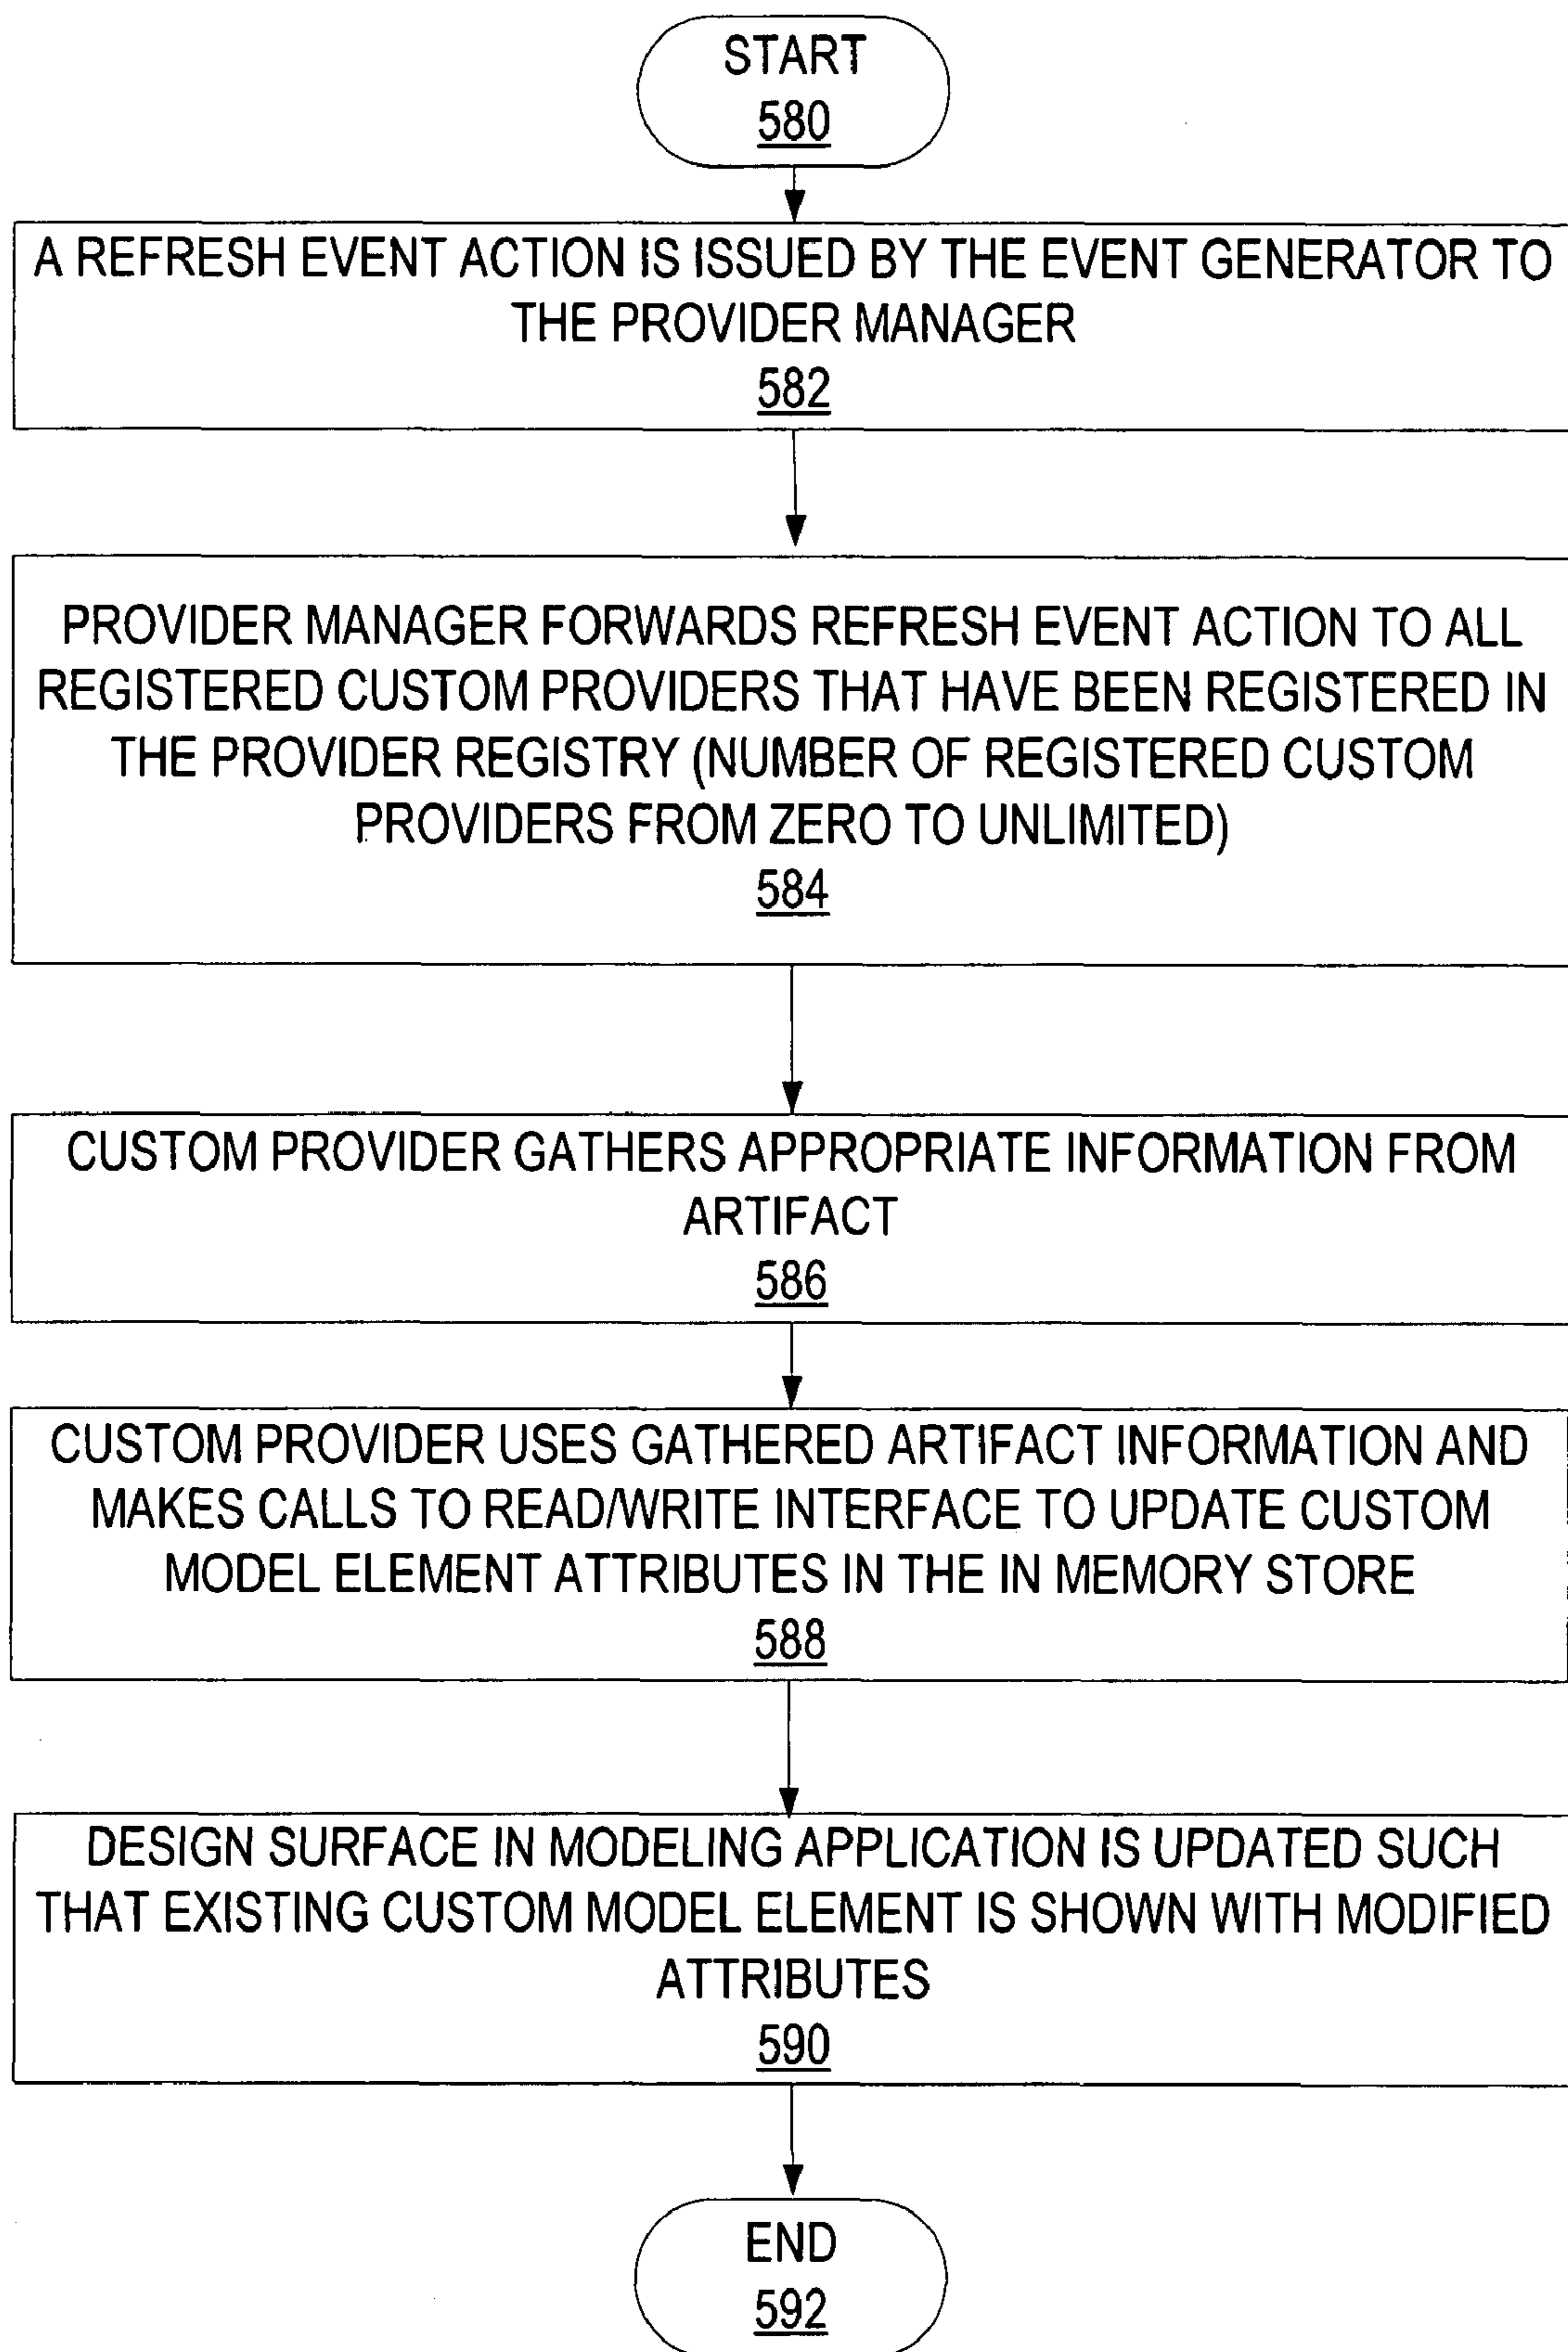 START
580
A REFRESH EVENT ACTION IS ISSUED BY THE EVENT GENERATOR TO
THE PROVIDER MANAGER
582
PROVIDER MANAGER FORWARDS REFRESH EVENT ACTION TO ALL
REGISTERED CUSTOM PROVIDERS THAT HAVE BEEN REGISTERED IN
THE PROVIDER REGISTRY (NUMBER OF REGISTERED CUSTOM
PROVIDERS FROM ZERO TO UNLIMITED)
584
CUSTOM PROVIDER GATHERS APPROPRIATE INFORMATION FROM
ARTIFACT
586
CUSTOM PROVIDER USES GATHERED ARTIFACT INFORMATION AND
MAKES CALLS TO READ/WRITE INTERFACE TO UPDATE CUSTOM
MODEL ELEMENT ATTRIBUTES IN THE IN MEMORY STORE
588
DESIGN SURFACE IN MODELING APPLICATION IS UPDATED SUCH
THAT EXISTING CUSTOM MODEL ELEMENT IS SHOWN WITH MODIFIED
ATTRIBUTES
590
END
592